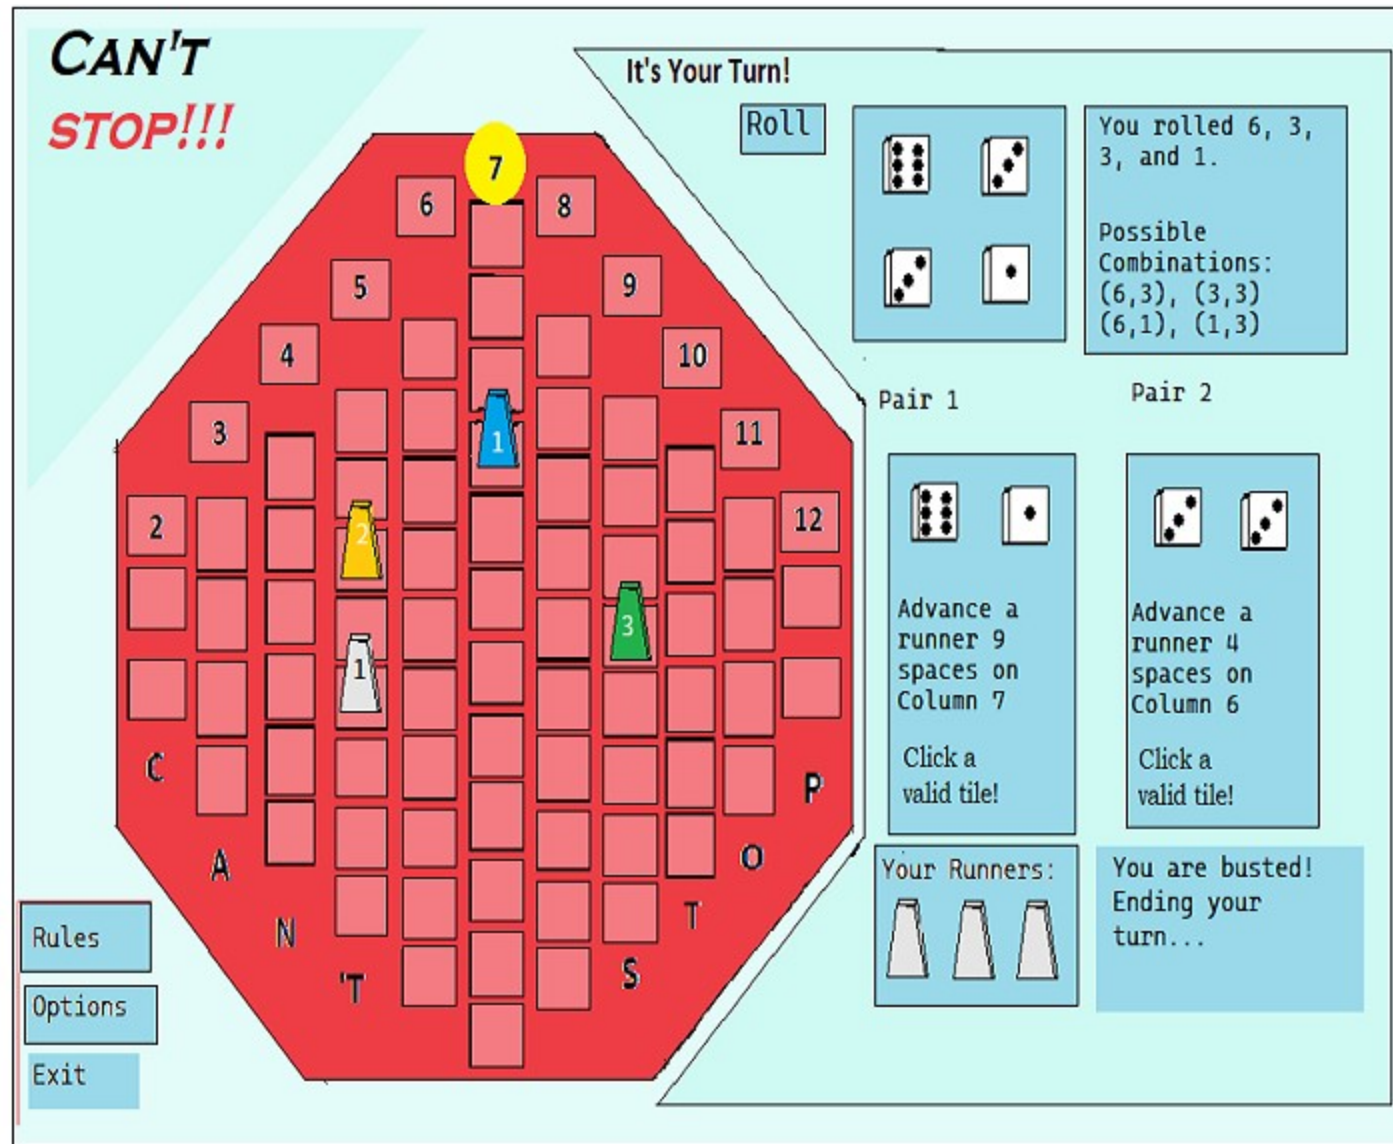 CAN'T
STOP!!!
It's Your Turn!
Roll
You rolled 6, 3,
3, and 1.
Possible
Combinations:
(6,3), (3,3)
(6,1), (1,3)
7
6
8
5
9
4
10
3
11
2
12
1
2
3
1
C
A
N
'T
S
T
O
P
Pair 1
Pair 2
Advance a
runner 9
spaces on
Column 7
Click a
valid tile!
Advance a
runner 4
spaces on
Column 6
Click a
valid tile!
Your Runners:
You are busted!
Ending your
turn...
Rules
Options
Exit